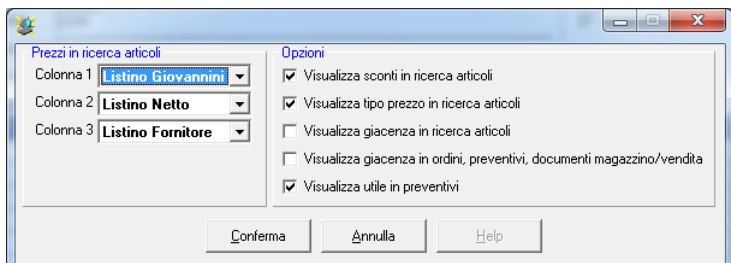 Prezzi in ricerca articoli
Colonna 1 Listino Giovannini
Colonna 2 Listino Netto
Colonna 3 Listino Fornitore
Opzioni
Visualizza sconti in ricerca articoli
Visualizza tipo prezzo in ricerca articoli
Visualizza giacenza in ricerca articoli
Visualizza giacenza in ordini, preventivi, documenti magazzino/vendita
Visualizza utile in preventivi
Conferma
Annulla
Help